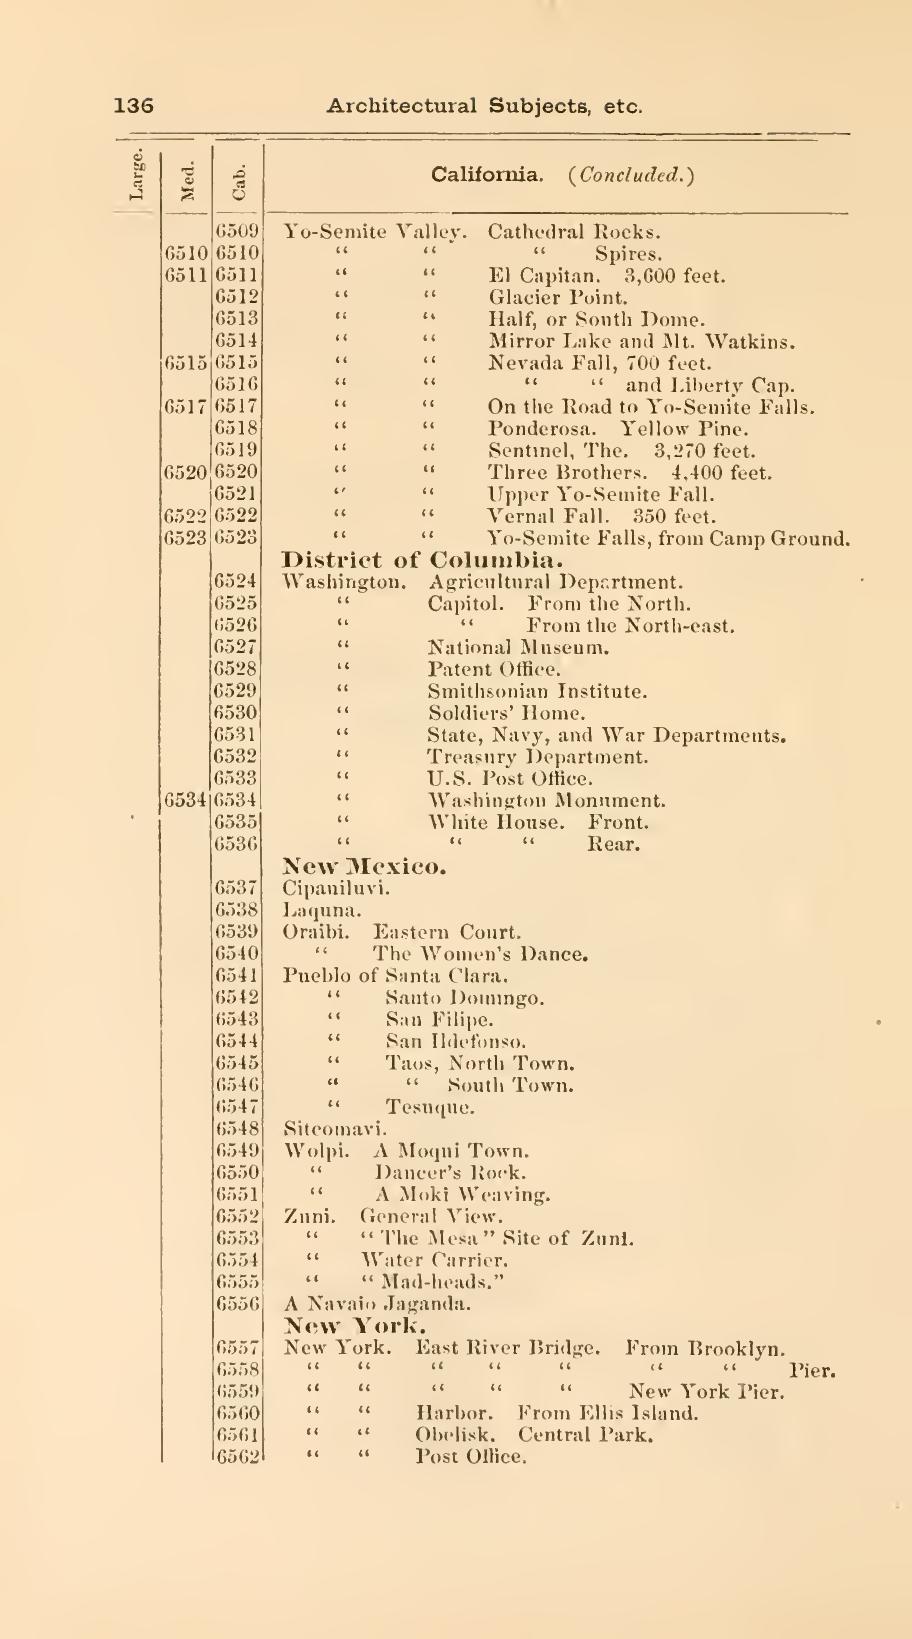 136 Architectural Subjects, etc.
Large. Med. Cab. California. (Concluded.)
6509 Yo-Semite Valley. Cathedral Rocks.
6510 6510 “ “ “ Spires.
6511 6511 “ “ El Capitan. 3,600 feet.
6512 “ “ Glacier Point.
6513 “ “ Half, or South Dome.
6514 “ “ Mirror Lake and Mt. Watkins.
6515 6515 “ “ Nevada Fall, 700 feet.
6516 “ “ “ “ and Liberty Cap.
6517 6517 “ “ On the Road to Yo-Semite Falls.
6518 “ “ Ponderosa. Yellow Pine.
6519 “ “ Sentinel, The. 3,270 feet.
6520 6520 “ “ Three Brothers. 4,400 feet.
6521 “ “ Upper Yo-Semite Fall.
6522 6522 “ “ Vernal Fall. 350 feet.
6523 6523 “ “ Yo-Semite Falls, from Camp Ground.
District of Columbia.
6524 Washington. Agricultural Department.
6525 “ Capitol. From the North.
6526 “ “ From the North-east.
6527 “ National Museum.
6528 “ Patent Office.
6529 “ Smithsonian Institute.
6530 “ Soldiers’ Home.
6531 “ State, Navy, and War Departments.
6532 “ Treasury Department.
6533 “ U.S. Post Office.
6534 6534 “ Washington Monument.
6535 “ White House. Front.
6536 “ “ “ Rear.
New Mexico.
6537 Cipaniluvi.
6538 Laquna.
6539 Oraibi. Eastern Court.
6540 “ The Women’s Dance.
6541 Pueblo of Santa Clara.
6542 “ Santo Domingo.
6543 “ San Filipe.
6544 “ San Ildefonso.
6545 “ Taos, North Town.
6546 “ “ South Town.
6547 “ Tesuque.
6548 Sitcomavi.
6549 Wolpi. A Moqui Town.
6550 “ Dancer’s Rock.
6551 “ A Moki Weaving.
6552 Zuni. General View.
6553 “ “The Mesa” Site of Zuni.
6554 “ Water Carrier.
6555 “ “Mad-heads.”
6556 A Navajo Jaganda.
New York.
6557 New York. East River Bridge. From Brooklyn.
6558 “ “ “ “ “ “ “ Pier.
6559 “ “ “ “ “ New York Pier.
6560 “ “ Harbor. From Ellis Island.
6561 “ “ Obelisk. Central Park.
6562 “ “ Post Office.